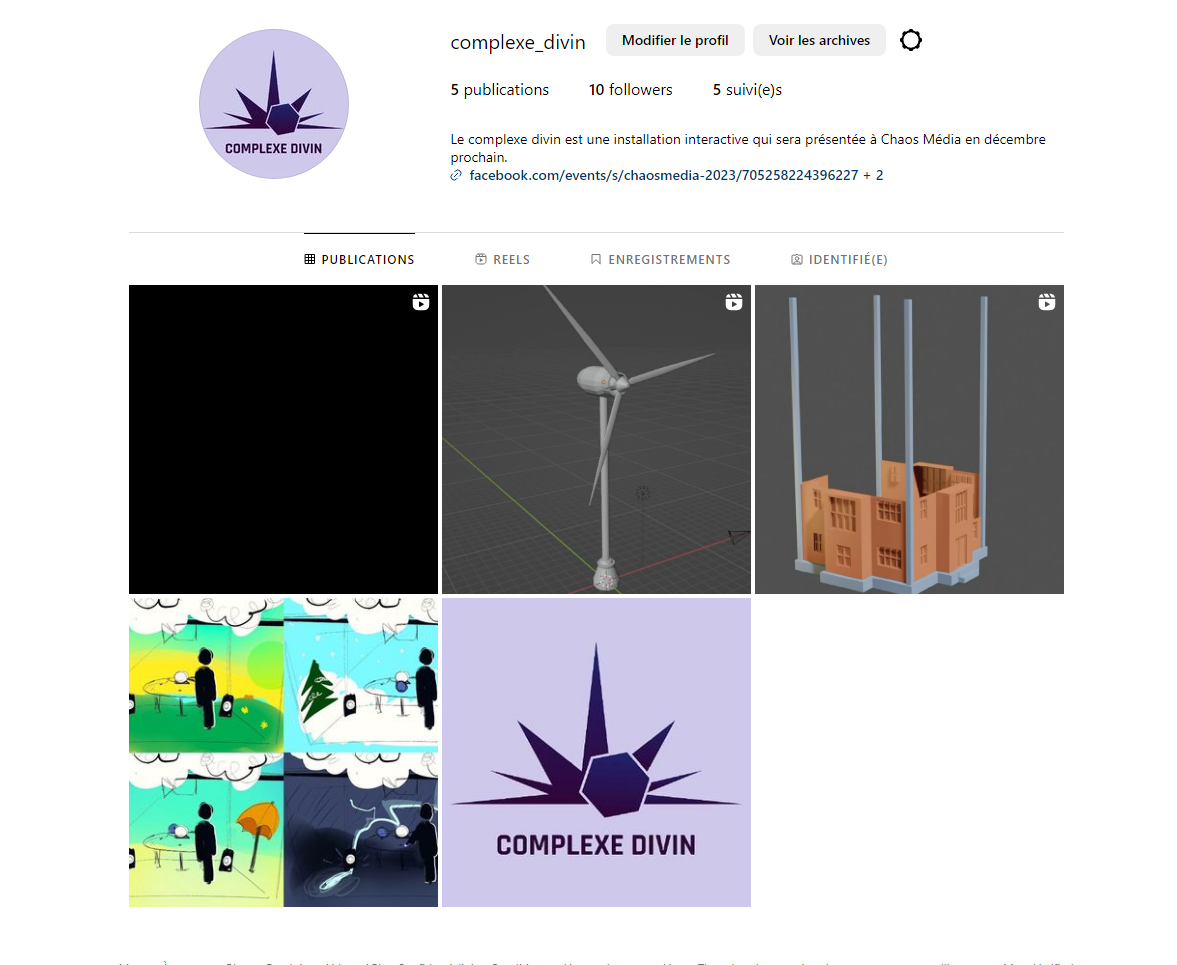 complexe_divin
Modifier le profil
Voir les archives
5 publications
10 followers
5 suivi(e)s
Le complexe divin est une installation interactive qui sera présentée à Chaos Média en décembre
prochain.
facebook.com/events/s/chaosmedia-2023/705258224396227 + 2
COMPLEXE DIVIN
PUBLICATIONS
REELS
ENREGISTREMENTS
IDENTIFIÉ(E)
COMPLEXE DIVIN